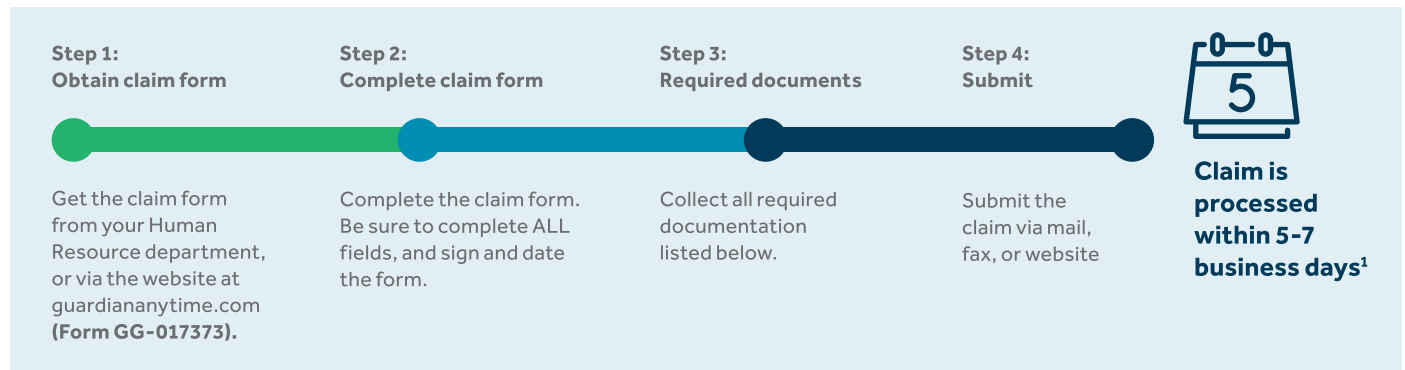 Step 1:
Obtain claim form
Get the claim form
from your Human
Resource department,
or via the website at
guardiananytime.com
(Form GG-017373).
Step 2:
Complete claim form
Complete the claim form.
Be sure to complete ALL
fields, and sign and date
the form.
Step 3:
Required documents
Collect all required
documentation
listed below.
Step 4:
Submit
Submit the
claim via mail,
fax, or website
5
Claim is
processed
within 5-7
business days¹